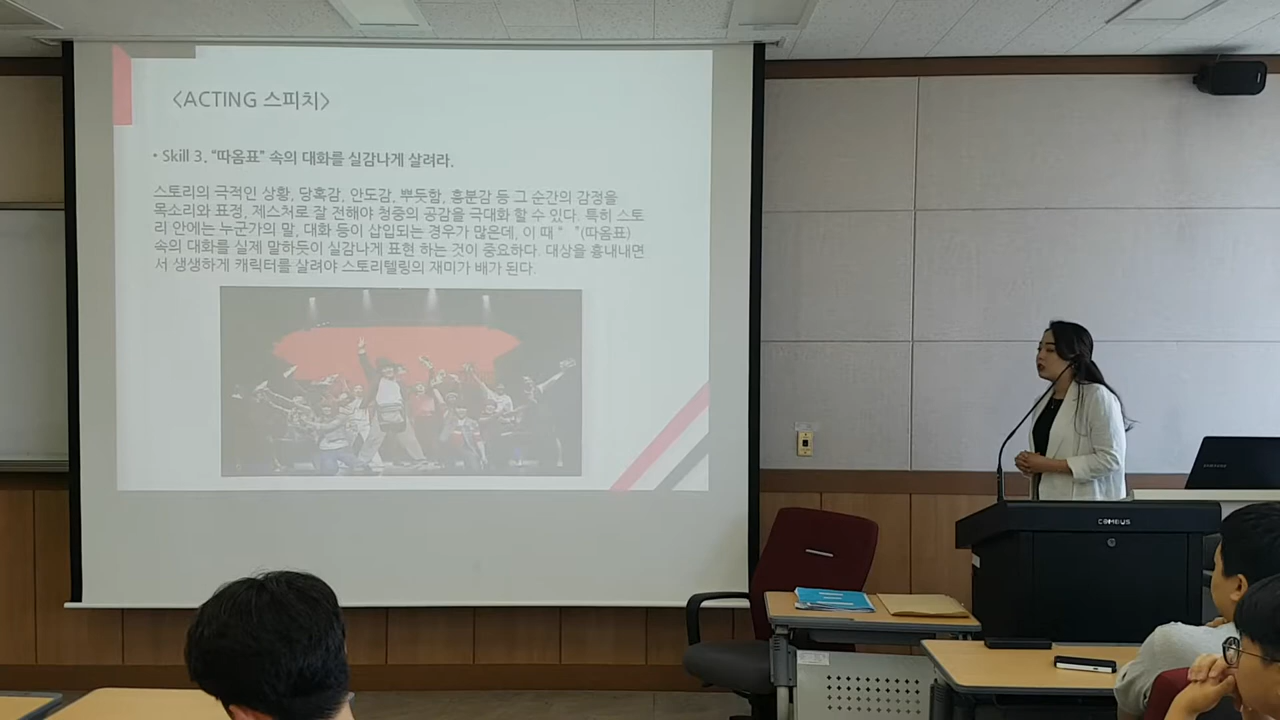 <ACTING 스피치>
• Skill 3. "따옴표" 속의 대화를 실감나게 살려라.
스토리의 극적인 상황, 당혹감, 안도감, 뿌듯함, 흥분감 등 그 순간의 감정을
목소리와 표정, 제스처로 잘 전해야 청중의 공감을 극대화 할 수 있다. 특히 스토
리 안에는 누군가의 말, 대화 등이 삽입되는 경우가 많은데, 이 때 " "(따옴표)
속의 대화를 실제 말하듯이 실감나게 표현 하는 것이 중요하다. 대상을 흉내내면
서 생생하게 캐릭터를 살려야 스토리텔링의 재미가 배가 된다.
SAMSUNG
COMBUS